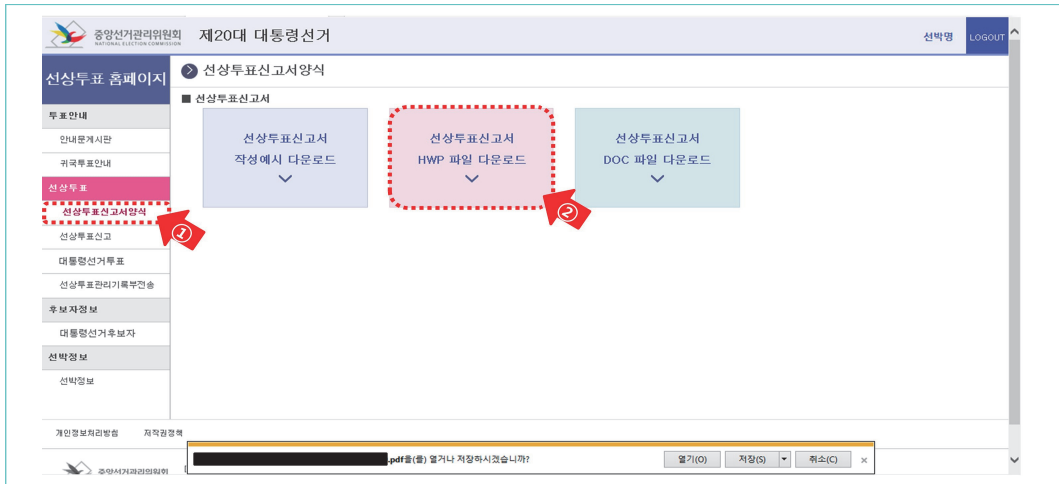 중앙선거관리위원회
NATIONAL ELECTION COMMISSION
제20대 대통령선거
선박명
LOGOUT
선상투표 홈페이지
투표안내
안내문게시판
귀국투표안내
선상투표
선상투표신고서양식
①
선상투표신고
대통령선거투표
선상투표관리기록부전송
후보자정보
대통령선거후보자
선박정보
선박정보
선상투표신고서양식
■ 선상투표신고서
선상투표신고서
작성예시 다운로드
선상투표신고서
HWP 파일 다운로드
②
선상투표신고서
DOC 파일 다운로드
개인정보처리방침 저작권정책
중앙선거관리위원회
.pdf을(를) 열거나 저장하시겠습니까?
열기(O)
저장(S)
취소(C)
×